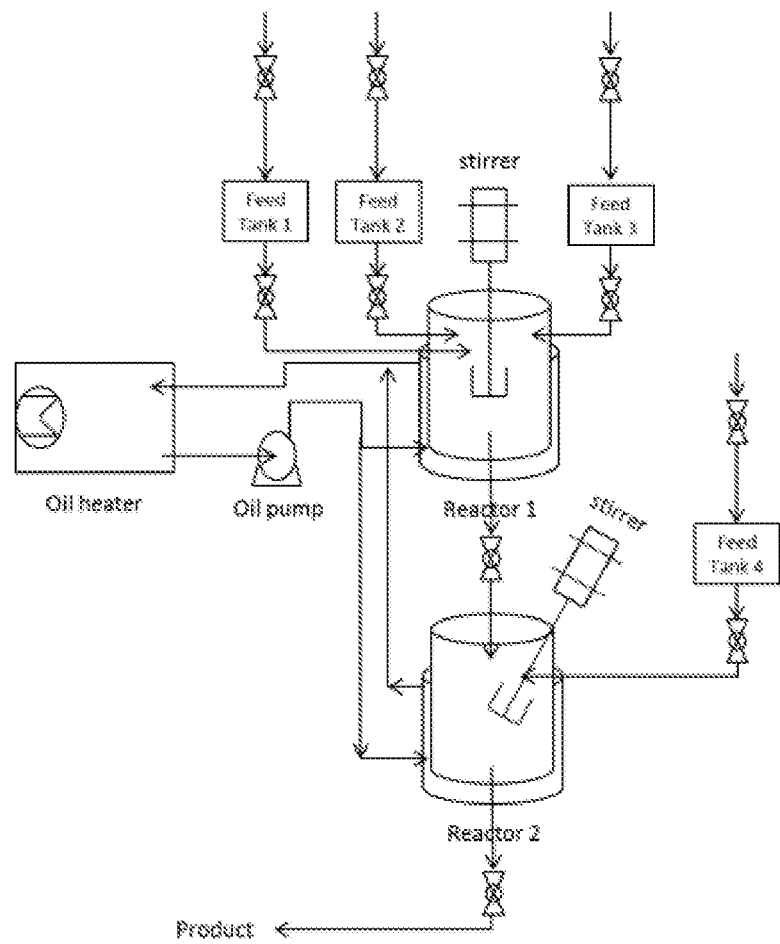 stirrer
Feed
Tank 1
Feed
Tank 2
Feed
Tank 3
Oil heater
Oil pump
Reactor 1
stirrer
Feed
Tank 4
Reactor 2
Product